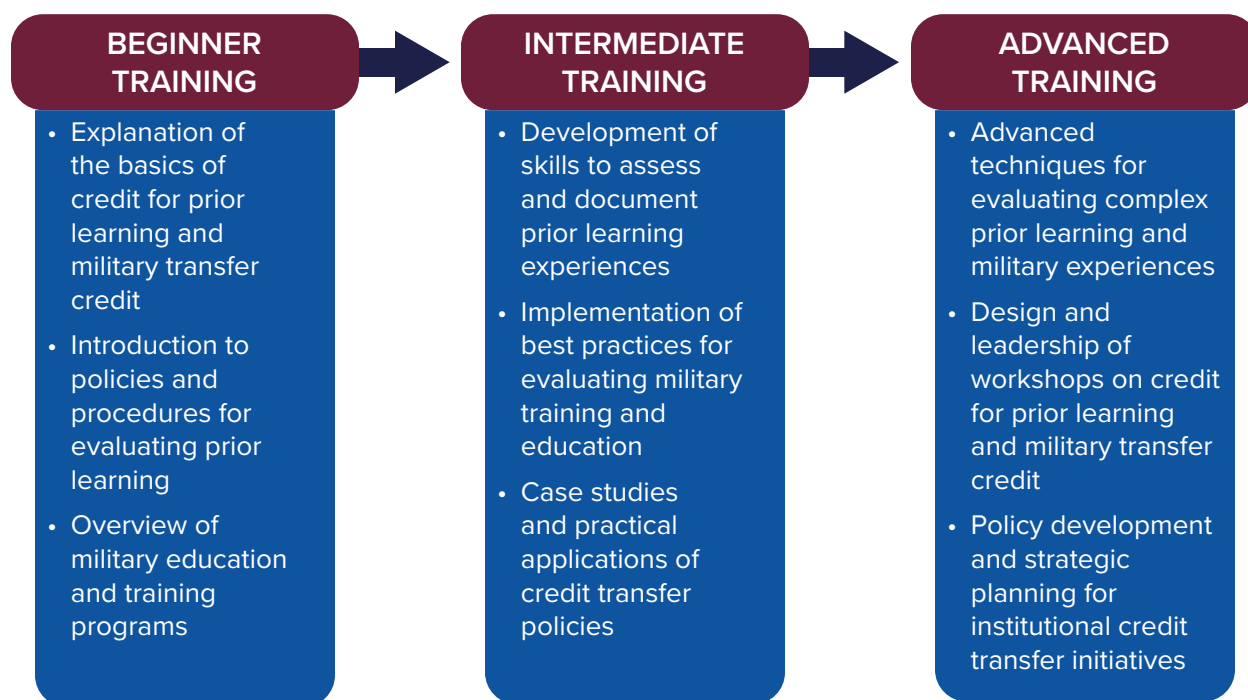 BEGINNER
TRAINING
• Explanation of
the basics of
credit for prior
learning and
military transfer
credit
• Introduction to
policies and
procedures for
evaluating prior
learning
• Overview of
military education
and training
programs
INTERMEDIATE
TRAINING
• Development of
skills to assess
and document
prior learning
experiences
• Implementation of
best practices for
evaluating military
training and
education
• Case studies
and practical
applications of
credit transfer
policies
ADVANCED
TRAINING
• Advanced
techniques for
evaluating complex
prior learning and
military experiences
• Design and
leadership of
workshops on credit
for prior learning
and military transfer
credit
• Policy development
and strategic
planning for
institutional credit
transfer initiatives